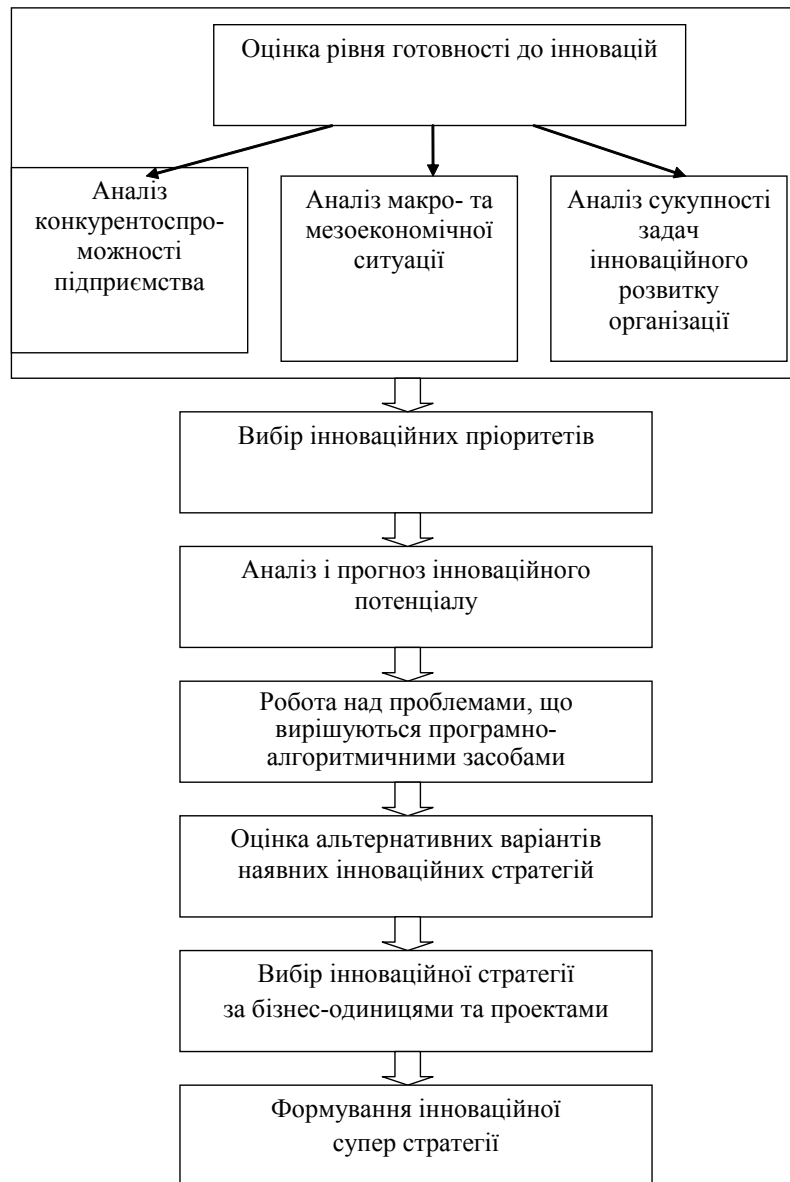 Оцінка рівня готовності до інновацій
Аналіз
конкурентоспро-
можності
підприємства
Аналіз макро- та
мезоекономічної
ситуації
Аналіз сукупності
задач
інноваційного
розвитку
організації
Вибір інноваційних пріоритетів
Аналіз і прогноз інноваційного
потенціалу
Робота над проблемами, що
вирішуються програмно-
алгоритмичними засобами
Оцінка альтернативних варіантів
наявних інноваційних стратегій
Вибір інноваційної стратегії
за бізнес-одиницями та проектами
Формування інноваційної
супер стратегії